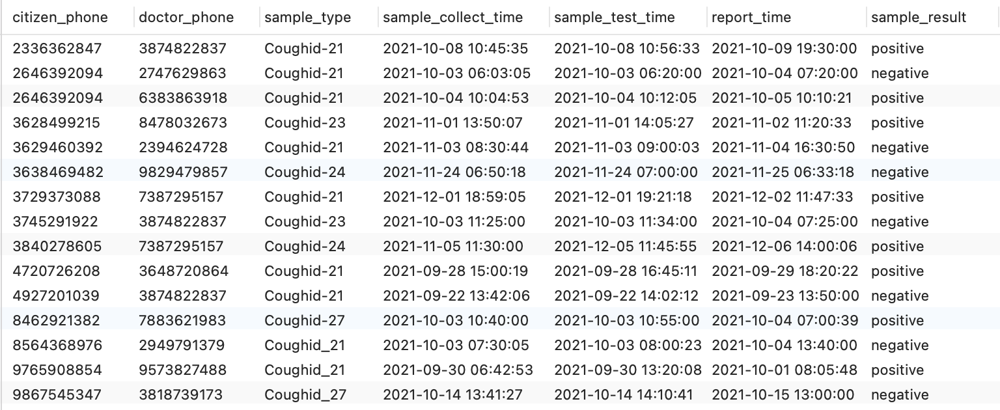 citizen_phone doctor_phone sample_type sample_collect_time sample_test_time report_time sample_result
2336362847 3874822837 Coughid-21 2021-10-08 10:45:35 2021-10-08 10:56:33 2021-10-09 19:30:00 positive
2646392094 2747629863 Coughid-21 2021-10-03 06:03:05 2021-10-03 06:20:00 2021-10-04 07:20:00 negative
2646392094 6383863918 Coughid-21 2021-10-04 10:04:53 2021-10-04 10:12:05 2021-10-05 10:10:21 positive
3628499215 8478032673 Coughid-23 2021-11-01 13:50:07 2021-11-01 14:05:27 2021-11-02 11:20:33 positive
3629460392 2394624728 Coughid-21 2021-11-03 08:30:44 2021-11-03 09:00:03 2021-11-04 16:30:50 negative
3638469482 9829479857 Coughid-24 2021-11-24 06:50:18 2021-11-24 07:00:00 2021-11-25 06:33:18 negative
3729373088 7387295157 Coughid-21 2021-12-01 18:59:05 2021-12-01 19:21:18 2021-12-02 11:47:33 positive
3745291922 3874822837 Coughid-23 2021-10-03 11:25:00 2021-10-03 11:34:00 2021-10-04 07:25:00 negative
3840278605 7387295157 Coughid-24 2021-11-05 11:30:00 2021-12-05 11:45:55 2021-12-06 14:00:06 positive
4720726208 3648720864 Coughid-21 2021-09-28 15:00:19 2021-09-28 16:45:11 2021-09-29 18:20:22 positive
4927201039 3874822837 Coughid-21 2021-09-22 13:42:06 2021-09-22 14:02:12 2021-09-23 13:50:00 negative
8462921382 7883621983 Coughid-27 2021-10-03 10:40:00 2021-10-03 10:55:00 2021-10-04 07:00:39 positive
8564368976 2949791379 Coughid_21 2021-10-03 07:30:05 2021-10-03 08:00:23 2021-10-04 13:40:00 negative
9765908854 9573827488 Coughid_21 2021-09-30 06:42:53 2021-09-30 13:20:08 2021-10-01 08:05:48 positive
9867545347 3818739173 Coughid_27 2021-10-14 13:41:27 2021-10-14 14:10:41 2021-10-15 13:00:00 negative